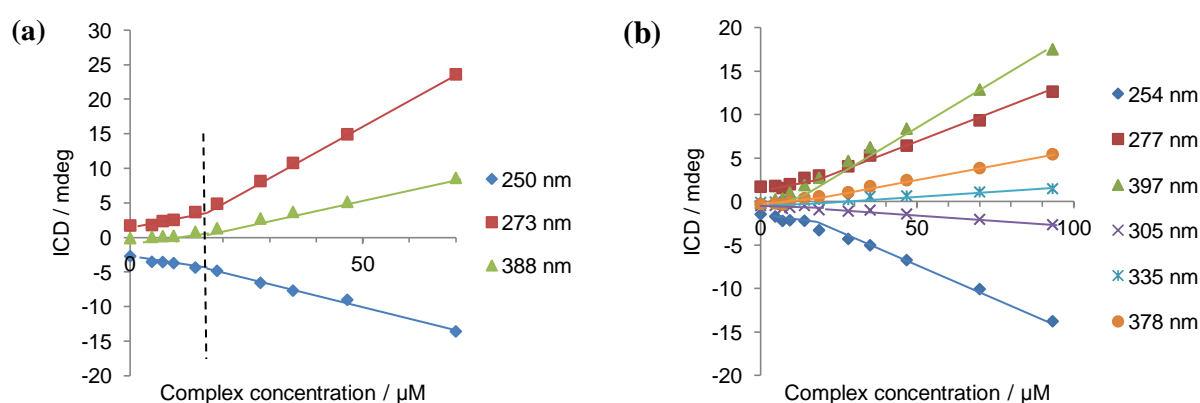 (a)
30
25
20
15
10
5
0
-5
-10
-15
-20
0
50
ICD / mdeg
Complex concentration / µM
250 nm
273 nm
388 nm
(b)
20
15
10
5
0
-5
-10
-15
-20
0
50
100
ICD / mdeg
Complex concentration / µM
254 nm
277 nm
397 nm
305 nm
335 nm
378 nm